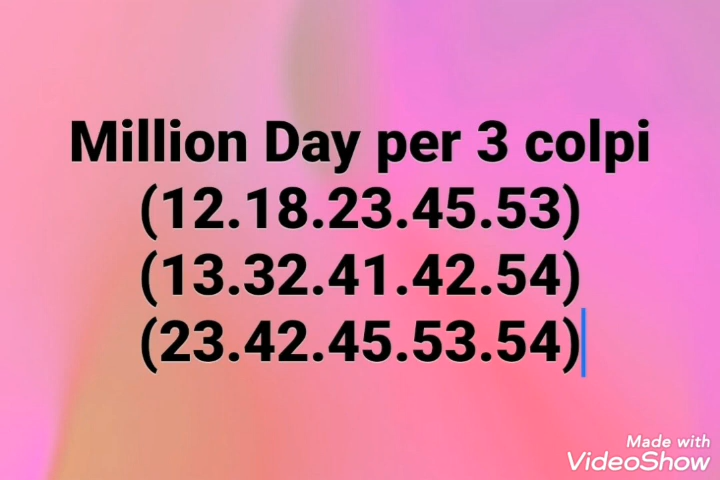 Million Day per 3 colpi
(12.18.23.45.53)
(13.32.41.42.54)
(23.42.45.53.54)
Made with
VideoShow